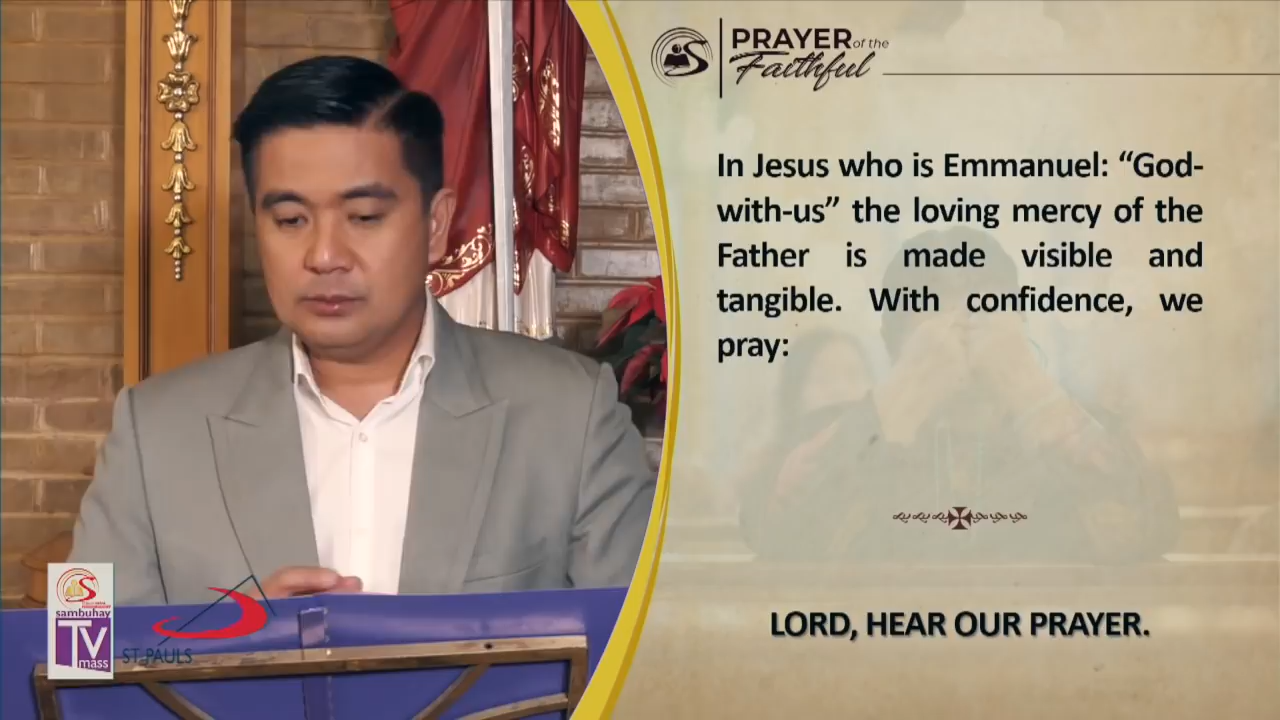 PRAYER of the
Faithful
In Jesus who is Emmanuel: “God-
with-us” the loving mercy of the
Father is made visible and
tangible. With confidence, we
pray:
LORD, HEAR OUR PRAYER.
sambuhay
TV
mass
ST PAULS